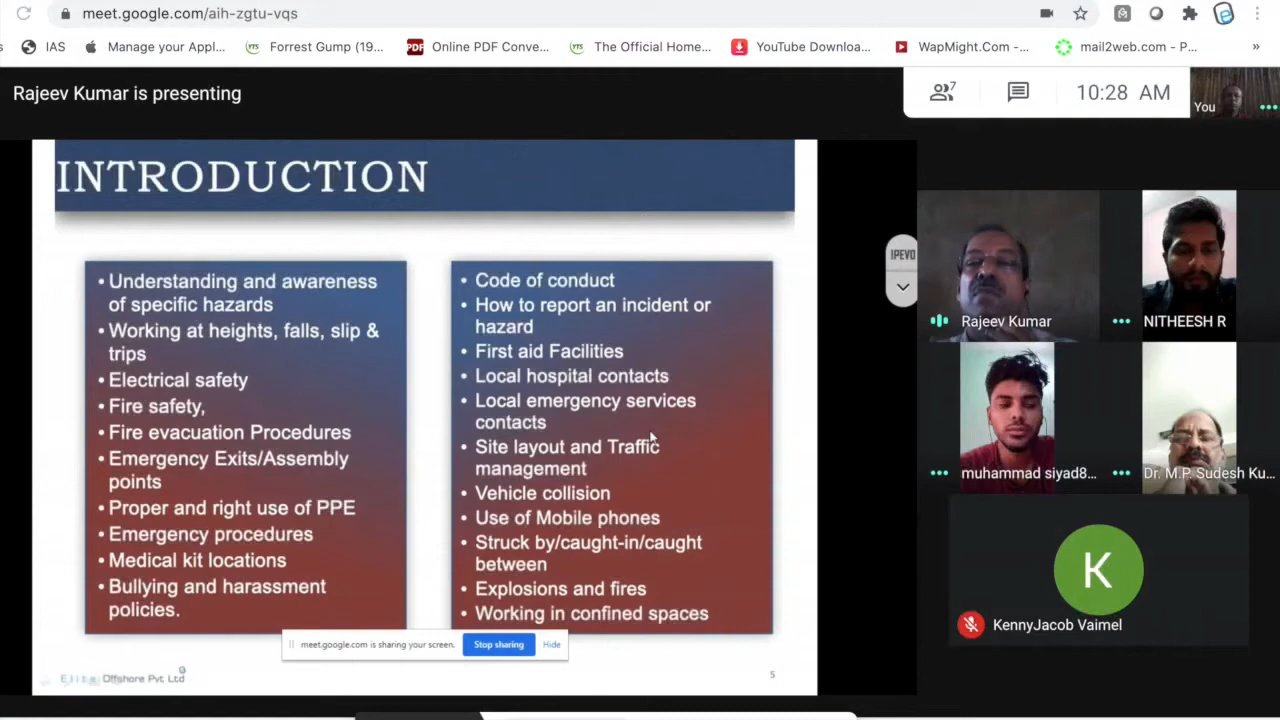 meet.google.com/aih-zgtu-vqs
IAS
Manage your Appl...
YTS
Forrest Gump (19...
PDF
Online PDF Conve...
YTS
The Official Home...
YouTube Downloa...
WapMight.Com -...
mail2web.com - P...
»
Rajeev Kumar is presenting
7
10:28 AM
You
INTRODUCTION
• Understanding and awareness
of specific hazards
• Working at heights, falls, slip &
trips
• Electrical safety
• Fire safety,
• Fire evacuation Procedures
• Emergency Exits/Assembly
points
• Proper and right use of PPE
• Emergency procedures
• Medical kit locations
• Bullying and harassment
policies.
• Code of conduct
• How to report an incident or
hazard
• First aid Facilities
• Local hospital contacts
• Local emergency services
contacts
• Site layout and Traffic
management
• Vehicle collision
• Use of Mobile phones
• Struck by/caught-in/caught
between
• Explosions and fires
• Working in confined spaces
meet.google.com is sharing your screen.
Stop sharing
Hide
Elite Offshore Pvt Ltd
5
IPEVO
Rajeev Kumar
NITHEESH R
muhammad siyad8...
Dr. M.P. Sudesh Ku...
K
KennyJacob Vaimel